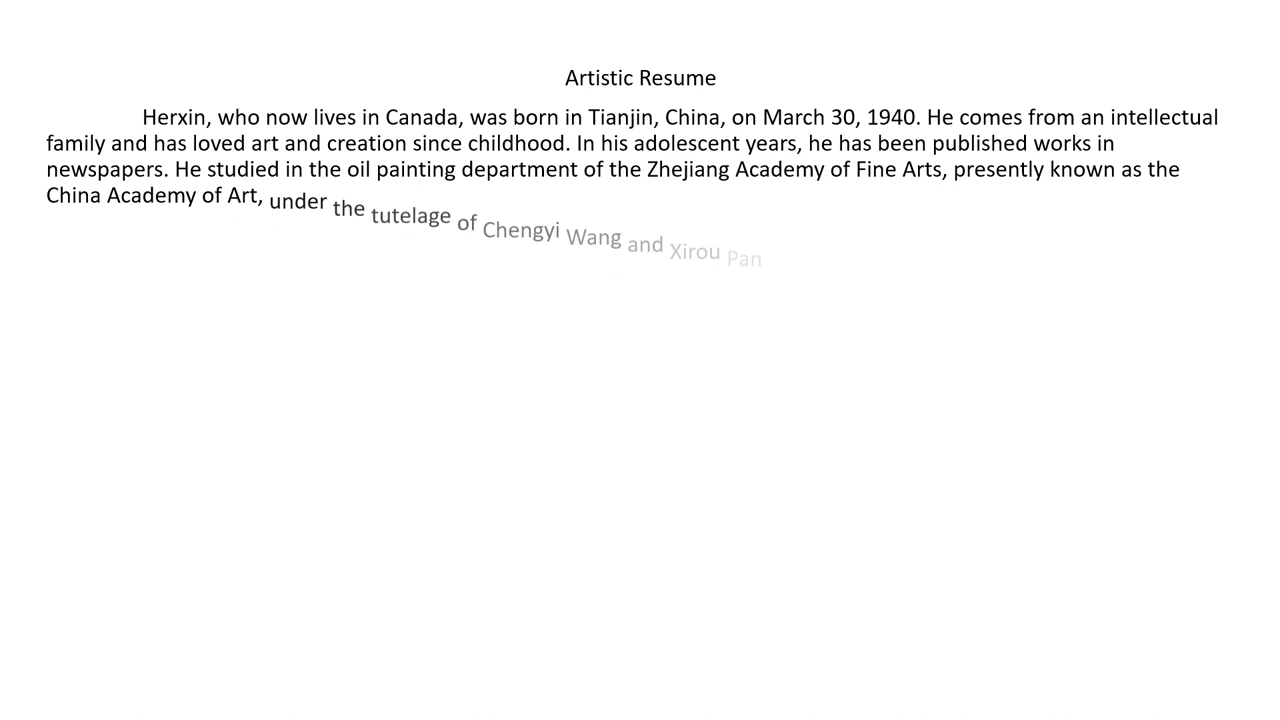 Artistic Resume
Herxin, who now lives in Canada, was born in Tianjin, China, on March 30, 1940. He comes from an intellectual
family and has loved art and creation since childhood. In his adolescent years, he has been published works in
newspapers. He studied in the oil painting department of the Zhejiang Academy of Fine Arts, presently known as the
China Academy of Art, under the tutelage of Chengyi Wang and Xirou Pan